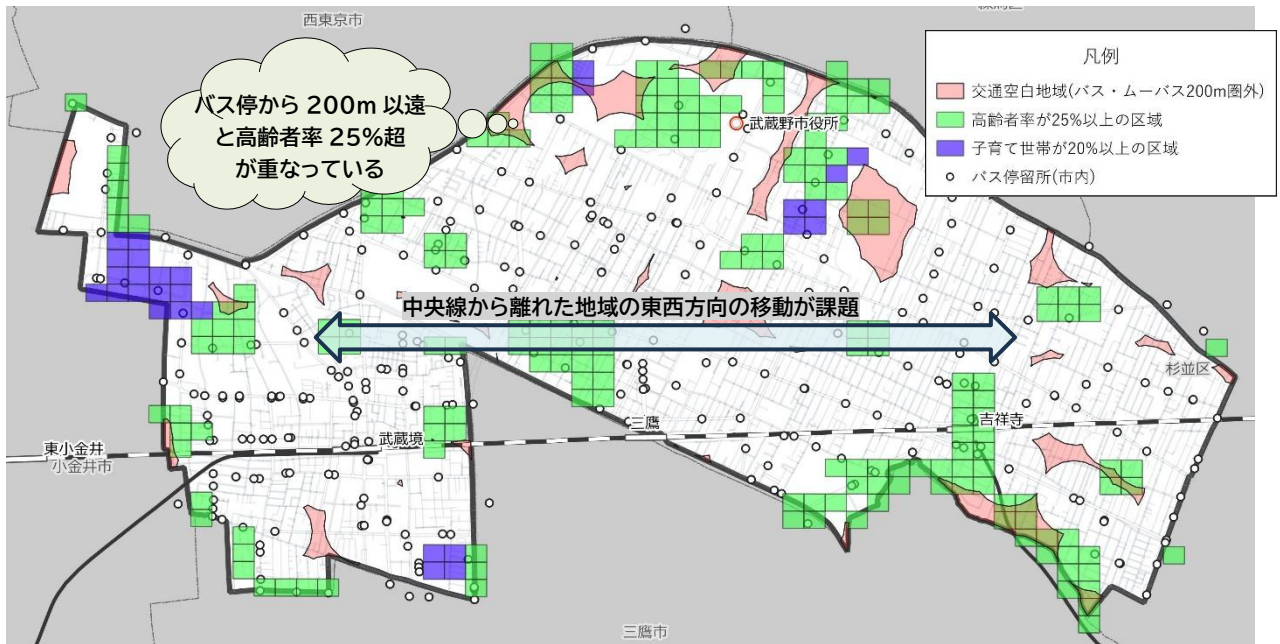 西東京市
バス停から 200m 以遠
と高齢者率 25%超
が重なっている
凡例
交通空白地域(バス・ムーバス200m圏外)
高齢者率が25%以上の区域
子育て世帯が20%以上の区域
バス停留所(市内)
武蔵野市役所
中央線から離れた地域の東西方向の移動が課題
杉並区
三鷹
吉祥寺
武蔵境
東小金井
小金井市
三鷹市